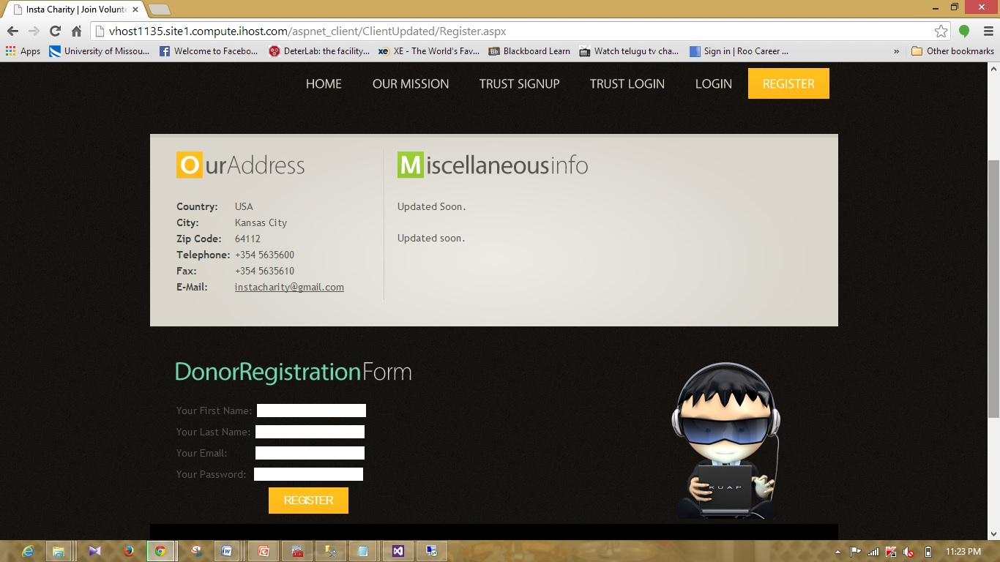 Insta Charity | Join Volunt
vhost1135.site1.compute.ihost.com/aspnet_client/ClientUpdated/Register.aspx
Apps University of Missou... Welcome to Facebo... DeterLab: the facility... XE - The World's Fav... Bb Blackboard Learn Watch telugu tv cha... Sign in | Roo Career ... » Other bookmarks
HOME OUR MISSION TRUST SIGNUP TRUST LOGIN LOGIN REGISTER
OurAddress
Country: USA
City: Kansas City
Zip Code: 64112
Telephone: +354 5635600
Fax: +354 5635610
E-Mail: instacharity@gmail.com
Miscellaneousinfo
Updated Soon.
Updated soon.
DonorRegistrationForm
Your First Name:
Your Last Name:
Your Email:
Your Password:
REGISTER
KUAP
11:23 PM